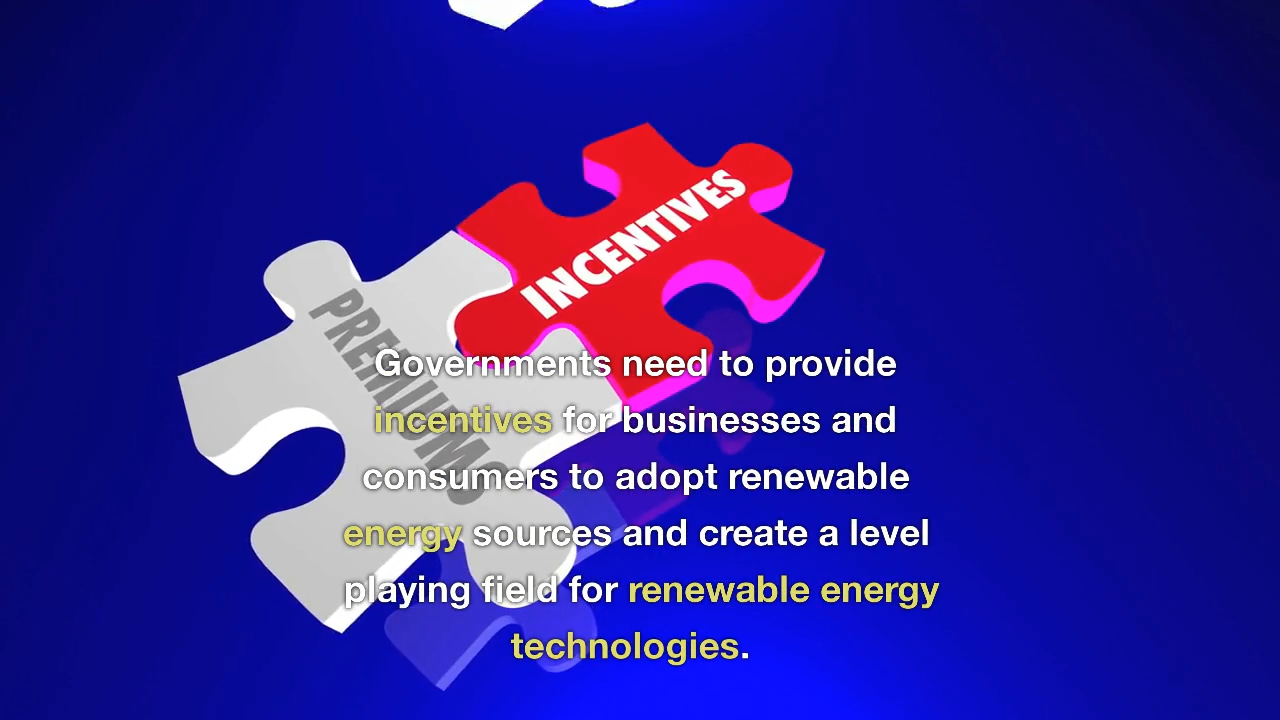 INCENTIVES
PREMIUMS
Governments need to provide
incentives for businesses and
consumers to adopt renewable
energy sources and create a level
playing field for renewable energy
technologies.